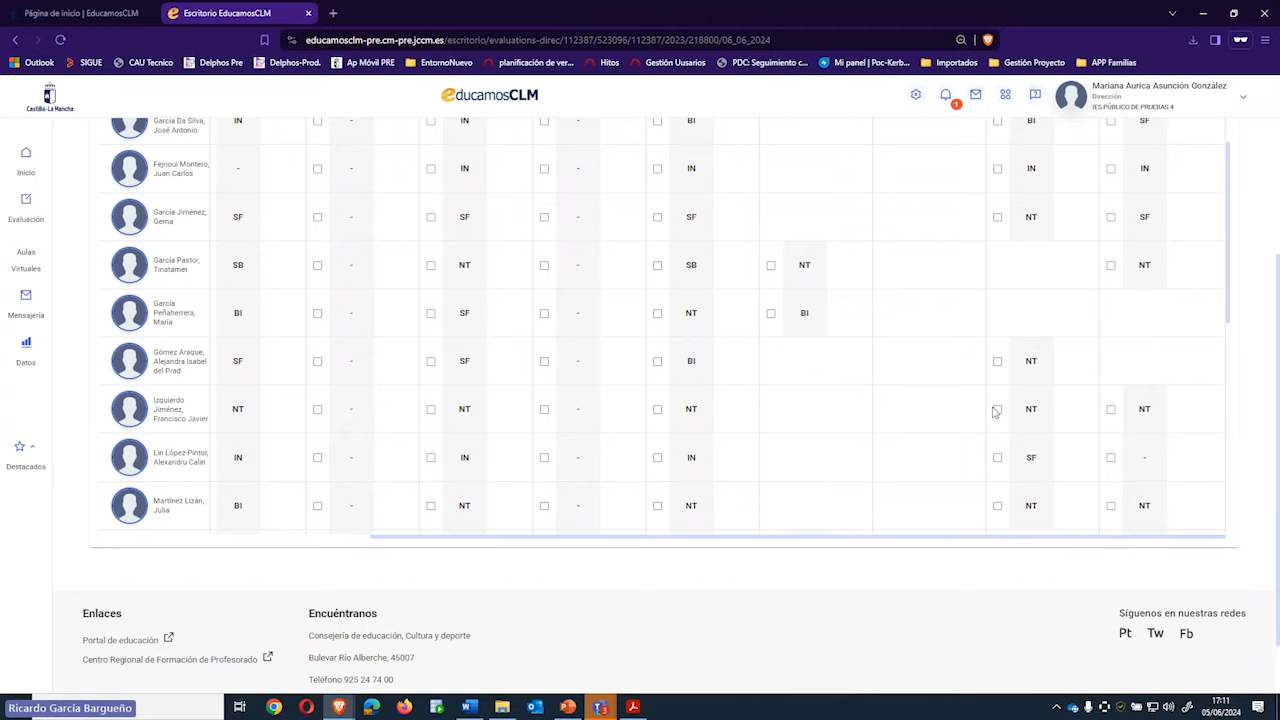 Página de inicio | EducamosCLM
Escritorio EducamosCLM
educamosclm-pre.cm-pre.jccm.es/escritorio/evaluations-direc/112387/523096/112387/2023/218800/06_06_2024
Outlook SIGUE CAU Tecnico Delphos-Prod. Ap Móvil PRE EntornoNuevo planificación de ver... Hitos Gestión Usuarios PDC: Seguimiento c... Mi panel | Poc-Kerb... Importados Gestión Proyecto APP Familias
Castilla-La Mancha
educamosCLM
1
Mariana Aurica Asunción González
Dirección
IES PÚBLICO DE PRUEBAS 4
Inicio
Evaluación
Aulas
Virtuales
Mensajería
Datos
Destacados
García Da Silva,
José Antonio
IN - IN - BI BI SF
Fejrioui Montero,
Juan Carlos
- - IN - IN IN IN
García Jiménez,
Gema
SF - SF - SF NT SF
García Pastor,
Tinatamer
SB - NT - SB NT NT
García
Peñaherrera,
María
BI - SF - NT BI
Gómez Araque,
Alejandra Isabel
del Prad
SF - SF - BI NT
Izquierdo
Jiménez,
Francisco Javier
NT - NT - NT NT NT
Lin López-Pintor,
Alexandru Calin
IN - IN - IN SF -
Martínez Lizán,
Julia
BI - NT - NT NT NT
Enlaces
Portal de educación
Centro Regional de Formación de Profesorado
Encuéntranos
Consejería de educación, Cultura y deporte
Bulevar Río Alberche, 45007
Teléfono 925 24 74 00
Síguenos en nuestras redes
Pt Tw Fb
Ricardo García Bargueño
17:11
05/06/2024